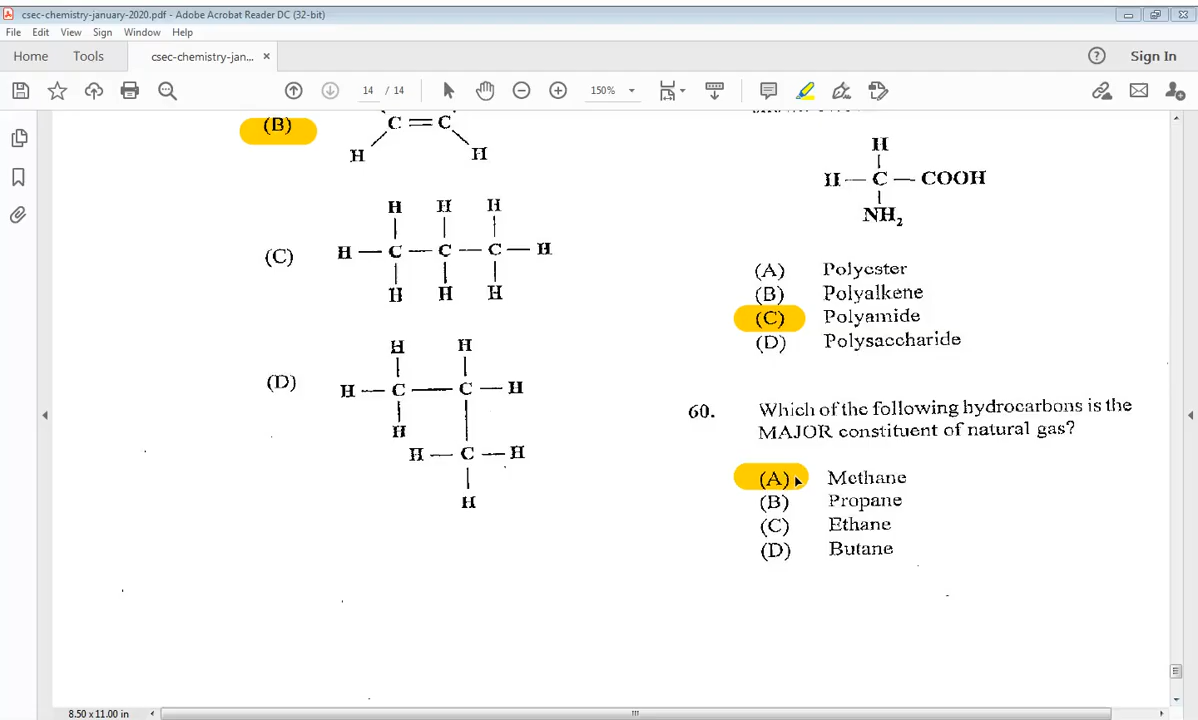 csec-chemistry-january-2020.pdf - Adobe Acrobat Reader DC (32-bit)
File Edit View Sign Window Help
Home Tools csec-chemistry-jan... × Sign In
14 / 14 150%
(B)
C = C
H H
H H H
(C) H — C — C — C — H
H H H
H H
(D) H — C — C — H
H
H — C — H
H
H
H — C — COOH
NH₂
(A) Polyester
(B) Polyalkene
(C) Polyamide
(D) Polysaccharide
60. Which of the following hydrocarbons is the
MAJOR constituent of natural gas?
(A) Methane
(B) Propane
(C) Ethane
(D) Butane
8.50 x 11.00 in